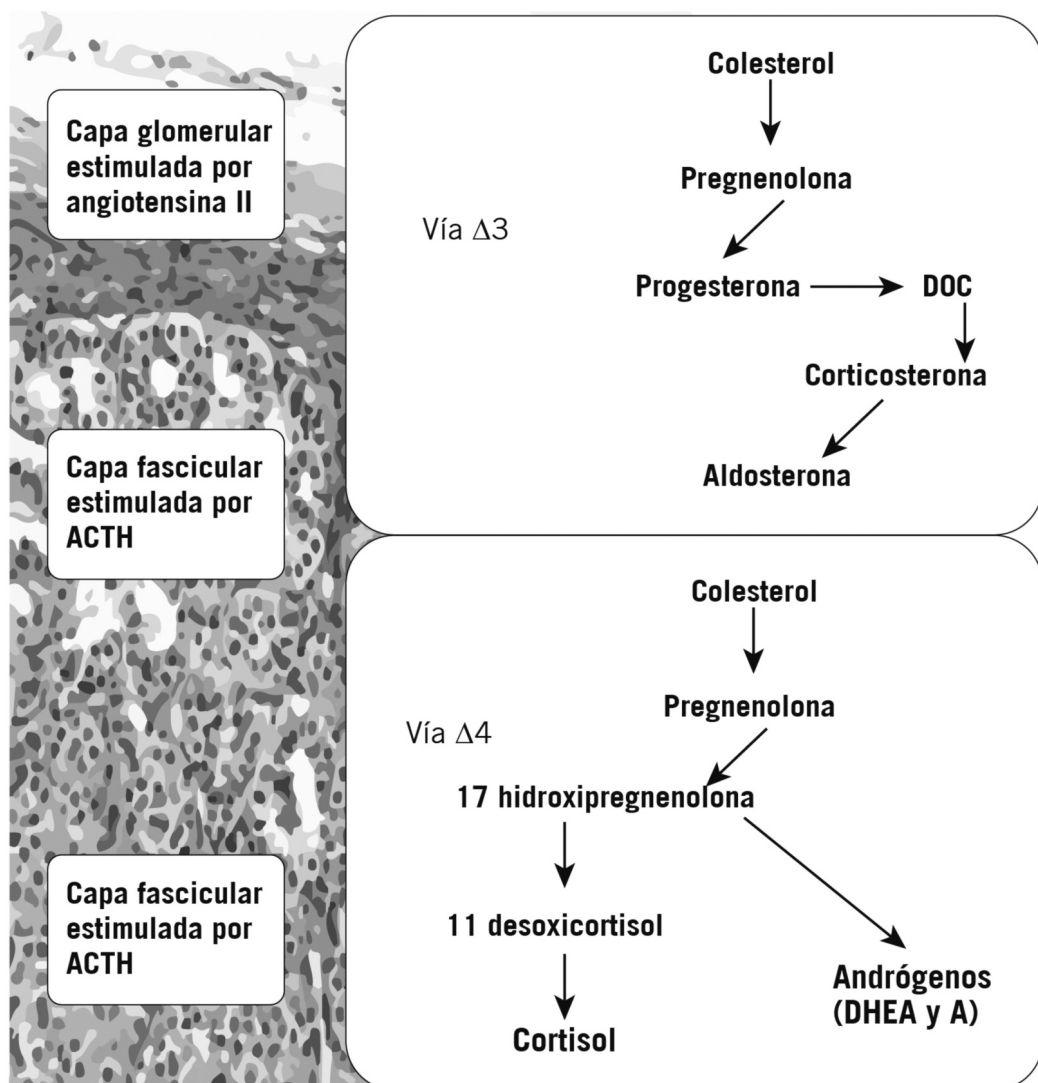 Capa glomerular
estimulada por
angiotensina II
Capa fascicular
estimulada por
ACTH
Capa fascicular
estimulada por
ACTH
Colesterol
Pregnenolona
Vía Δ3
Progesterona
DOC
Corticosterona
Aldosterona
Colesterol
Pregnenolona
Vía Δ4
17 hidroxipregnenolona
11 desoxicortisol
Cortisol
Andrógenos
(DHEA y A)